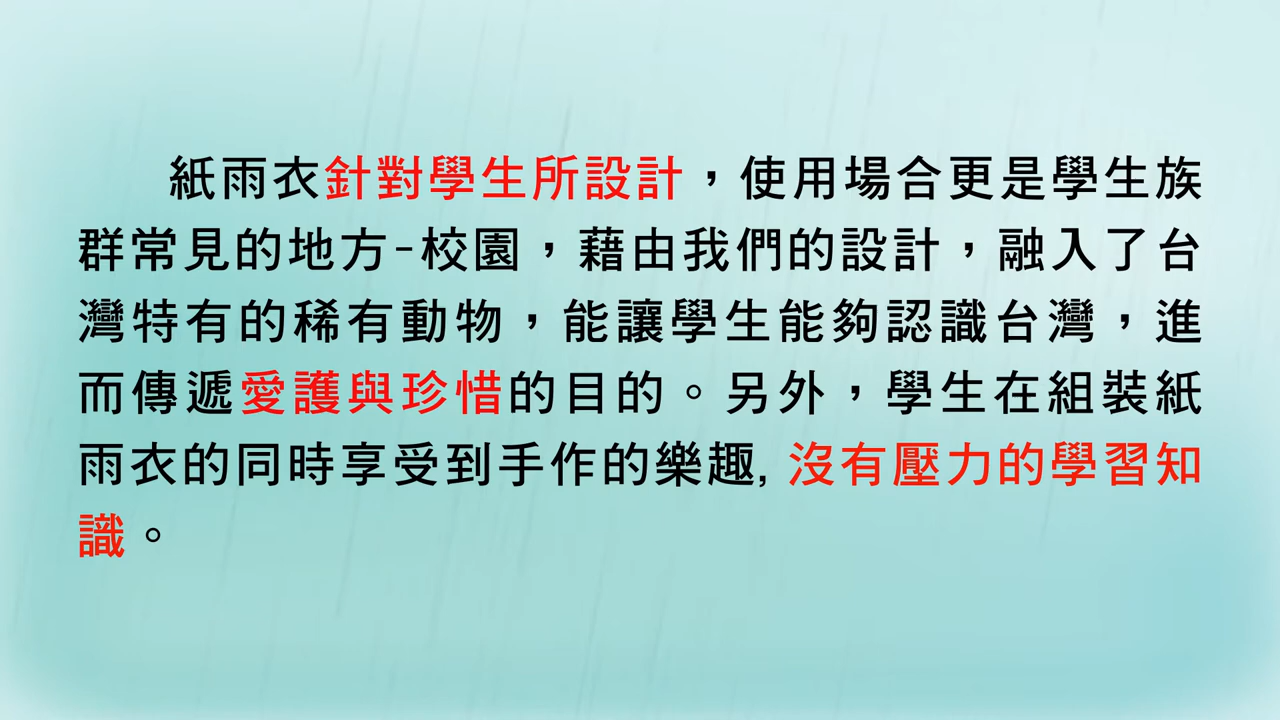 紙雨衣針對學生所設計，使用場合更是學生族
群常見的地方-校園，藉由我們的設計，融入了台
灣特有的稀有動物，能讓學生能夠認識台灣，進
而傳遞愛護與珍惜的目的。另外，學生在組裝紙
雨衣的同時享受到手作的樂趣, 沒有壓力的學習知
識。